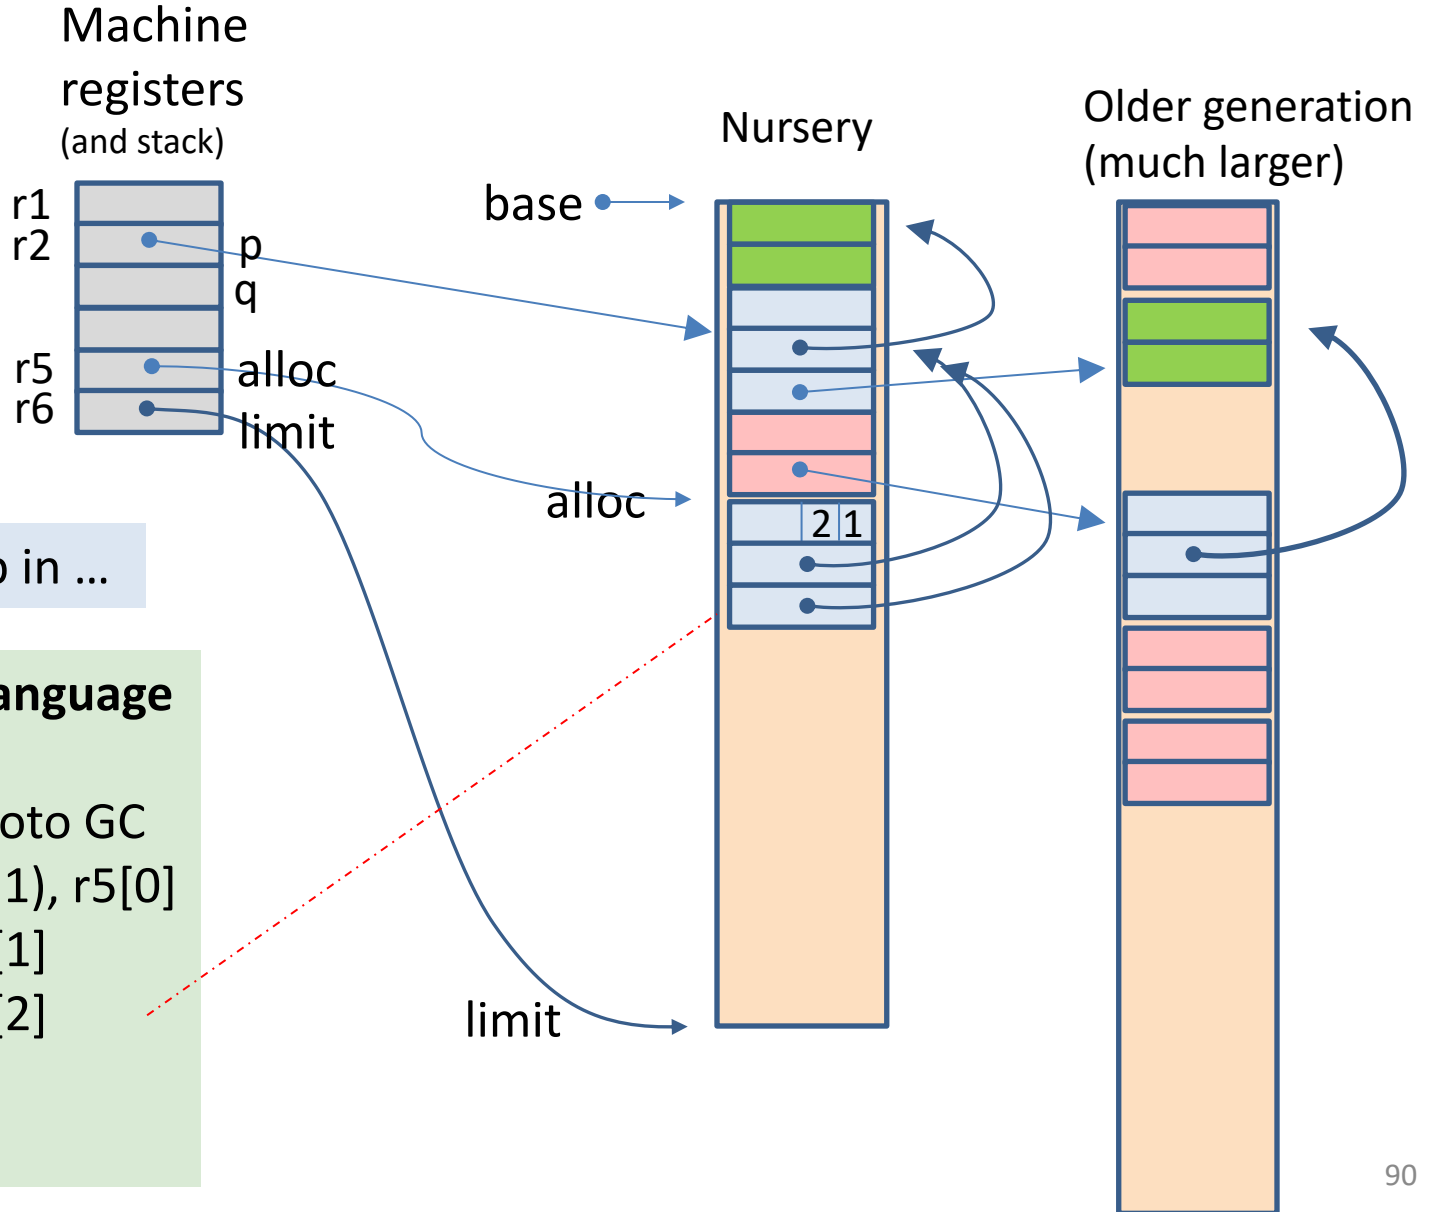 Machine
registers
(and stack)
r1
r2
p
q
r5
alloc
r6
limit
base
Nursery
Older generation
(much larger)
alloc
2 1
limit
in ...
anguage
oto GC
1), r5[0]
[1]
[2]
90